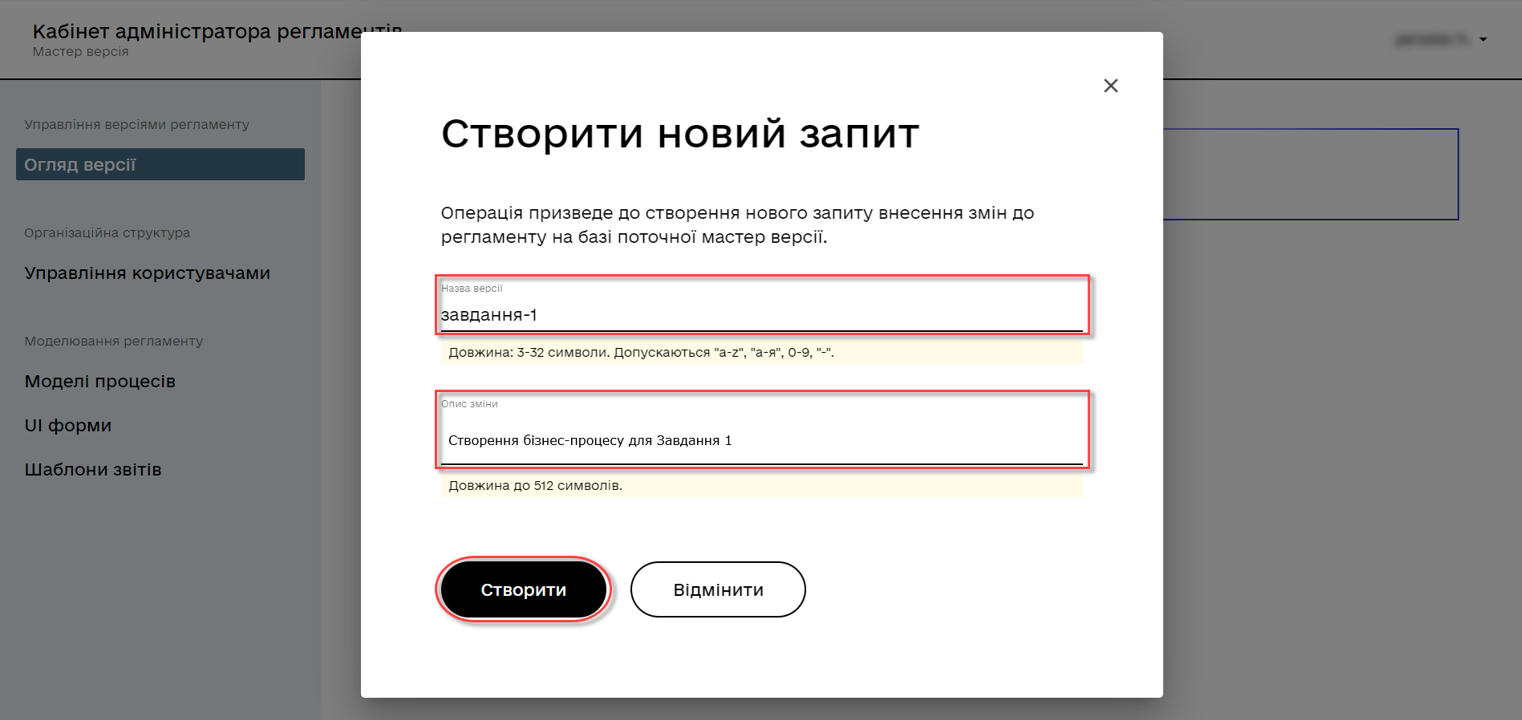 Кабінет адміністратора регламентів
Мастер версія
Управління версіями регламенту
Огляд версії
Організаційна структура
Управління користувачами
Моделювання регламенту
Моделі процесів
UI форми
Шаблони звітів
Створити новий запит
Операція призведе до створення нового запиту внесення змін до
регламенту на базі поточної мастер версії.
Назва версії
завдання-1
Довжина: 3-32 символи. Допускаються "a-z", "а-я", 0-9, "-".
Опис зміни
Створення бізнес-процесу для Завдання 1
Довжина до 512 символів.
Створити
Відмінити